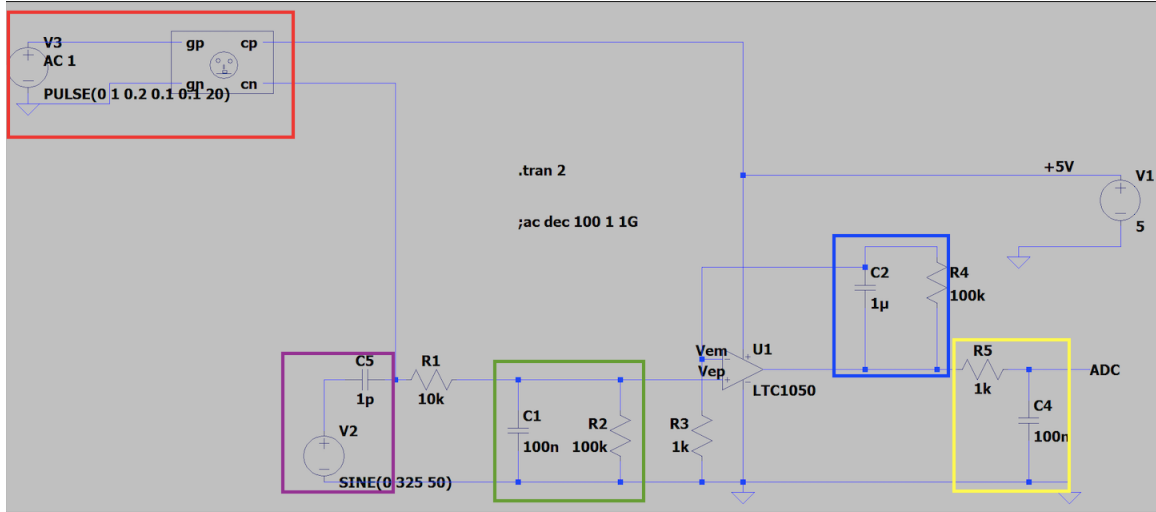 V3
AC 1
PULSE(0 1 0.2 0.1 0.1 20)
gp cp
gn cn
.tran 2
;ac dec 100 1 1G
+5V
V1
5
C2
1µ
R4
100k
C5
1p
R1
10k
V2
SINE(0 325 50)
C1
100n
R2
100k
R3
1k
Vem
Vep
U1
LTC1050
R5
1k
ADC
C4
100n